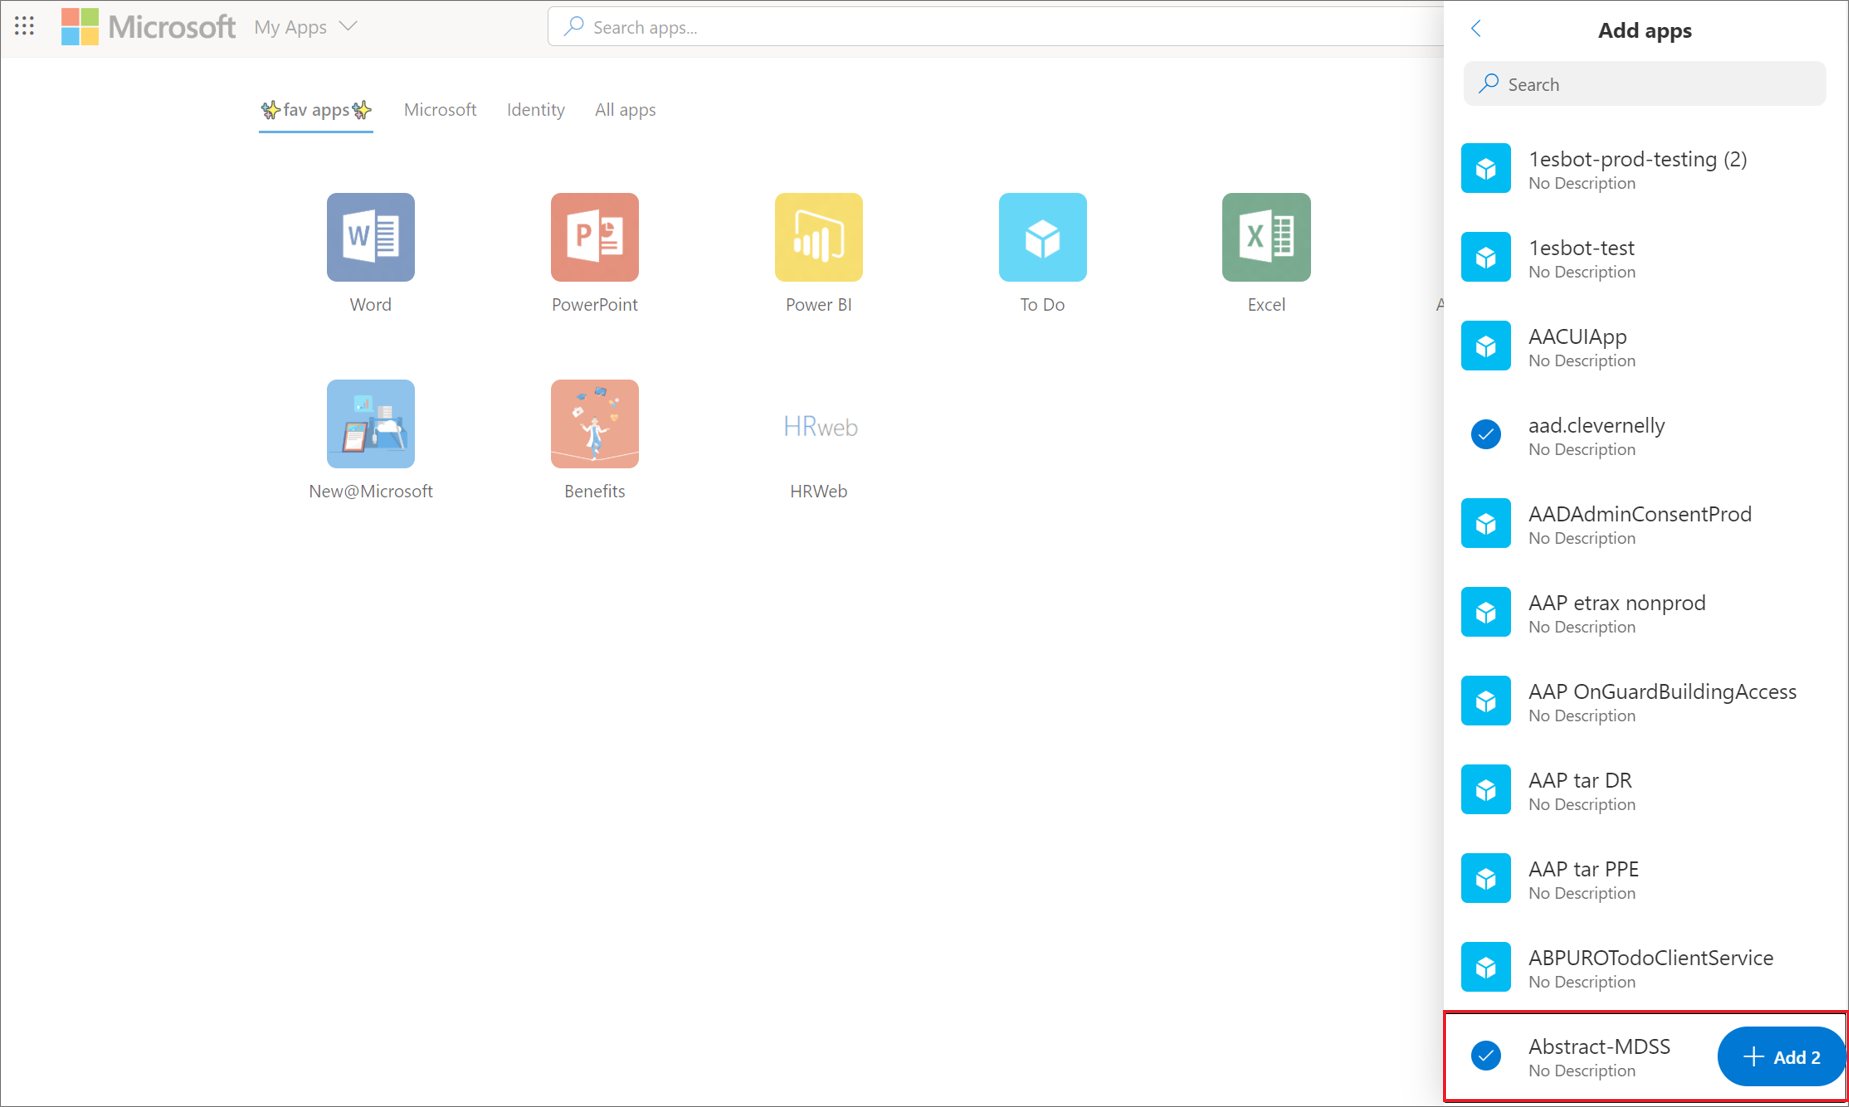 Microsoft My Apps
Search apps...
✨fav apps✨ Microsoft Identity All apps
Word
PowerPoint
Power BI
To Do
Excel
A
HRweb
New@Microsoft
Benefits
HRWeb
Add apps
Search
1esbot-prod-testing (2)
No Description
1esbot-test
No Description
AACUIApp
No Description
aad.clevernelly
No Description
AADAdminConsentProd
No Description
AAP etrax nonprod
No Description
AAP OnGuardBuildingAccess
No Description
AAP tar DR
No Description
AAP tar PPE
No Description
ABPUROTodoClientService
No Description
Abstract-MDSS
No Description
Add 2